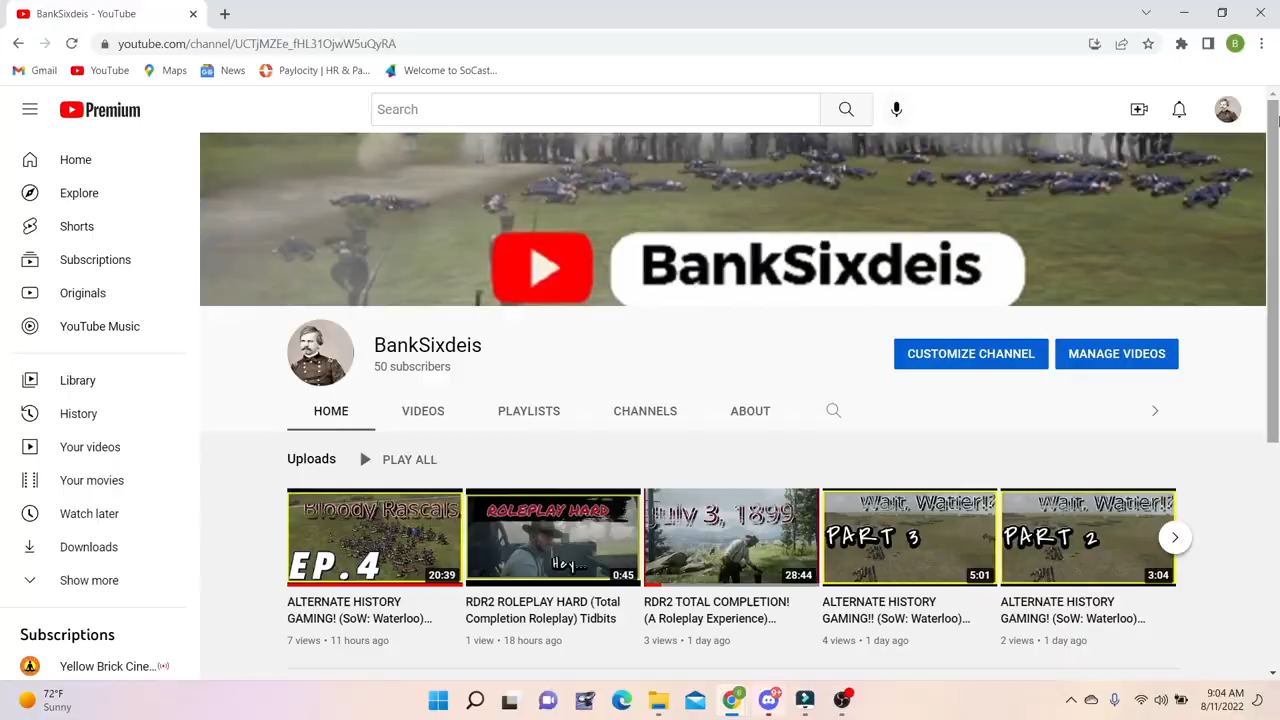 BankSixdeis - YouTube
youtube.com/channel/UCTjMZEe_fHL31OjwW5uQyRA
B
Gmail
YouTube
Maps
News
Paylocity | HR & Pa...
Welcome to SoCast...
Premium
Search
Home
Explore
Shorts
Subscriptions
Originals
YouTube Music
Library
History
Your videos
Your movies
Watch later
Downloads
Show more
Subscriptions
Yellow Brick Cine...
BankSixdeis
BankSixdeis
50 subscribers
CUSTOMIZE CHANNEL
MANAGE VIDEOS
HOME
VIDEOS
PLAYLISTS
CHANNELS
ABOUT
Uploads
PLAY ALL
Bloody Rascals
EP.4
20:39
ALTERNATE HISTORY
GAMING! (SoW: Waterloo)...
7 views • 11 hours ago
ROLEPLAY HARD
Hey...
0:45
RDR2 ROLEPLAY HARD (Total
Completion Roleplay) Tidbits
1 view • 18 hours ago
July 3, 1899
28:44
RDR2 TOTAL COMPLETION!
(A Roleplay Experience)...
3 views • 1 day ago
Wait, Watier!?
PART 3
5:01
ALTERNATE HISTORY
GAMING!! (SoW: Waterloo)...
4 views • 1 day ago
Wait, Watier!?
PART 2
3:04
ALTERNATE HISTORY
GAMING! (SoW: Waterloo)...
2 views • 1 day ago
72°F
Sunny
6
9+
9:04 AM
8/11/2022